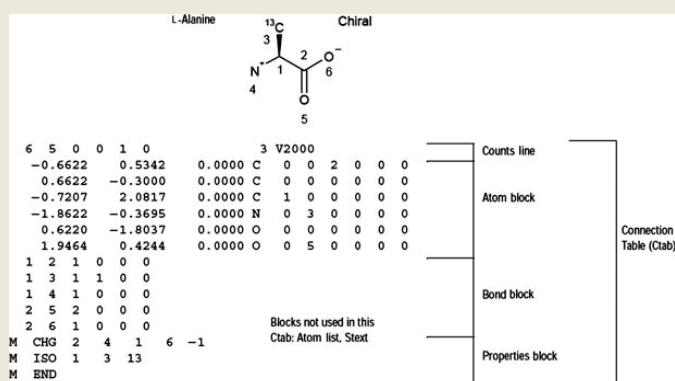 L-Alanine
Chiral
13C
3
2
O−
N+
1
6
4
O
5
6 5 0 0 1 0 3 V2000
−0.6622 0.5342 0.0000 C 0 0 2 0 0 0
0.6622 −0.3000 0.0000 C 0 0 0 0 0 0
−0.7207 2.0817 0.0000 C 1 0 0 0 0 0
−1.8622 −0.3695 0.0000 N 0 3 0 0 0 0
0.6220 −1.8037 0.0000 O 0 0 0 0 0 0
1.9464 0.4244 0.0000 O 0 5 0 0 0 0
1 2 1 0 0 0
1 3 1 1 0 0
1 4 1 0 0 0
2 5 2 0 0 0
2 6 1 0 0 0
M CHG 2 4 1 6 −1
M ISO 1 3 13
M END
Counts line
Atom block
Connection
Table (Ctab)
Bond block
Blocks not used in this
Ctab: Atom list, Stext
Properties block